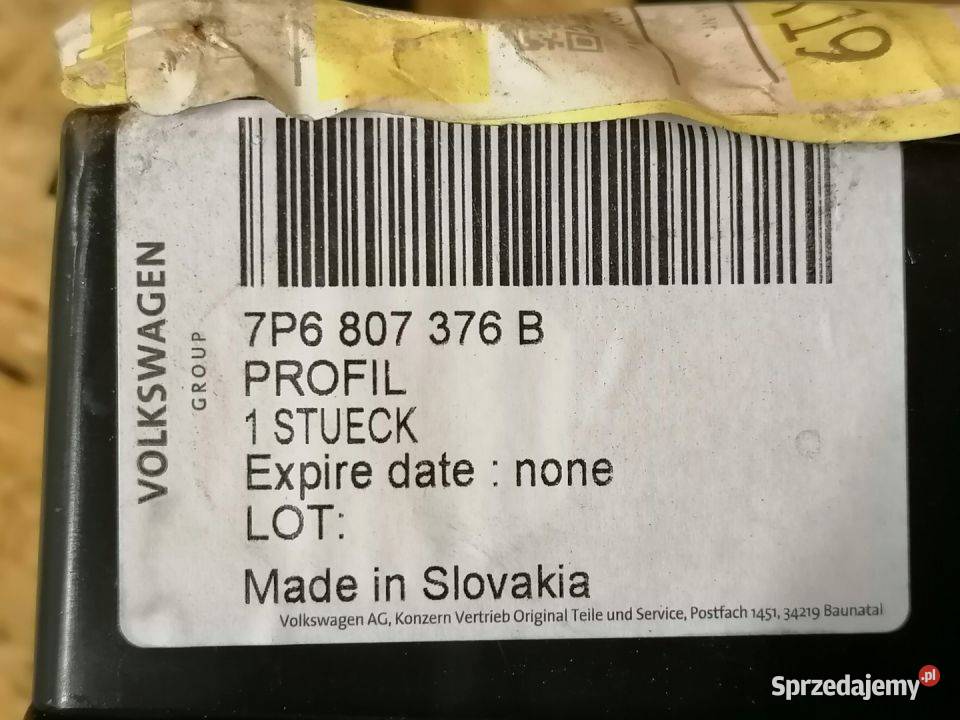 7P6 807 376 B
PROFIL
1 STUECK
Expire date : none
LOT:
Made in Slovakia
Volkswagen AG, Konzern Vertrieb Original Teile und Service, Postfach 1451, 34219 Baunatal
VOLKSWAGEN
GROUP
Sprzedajemy.pl